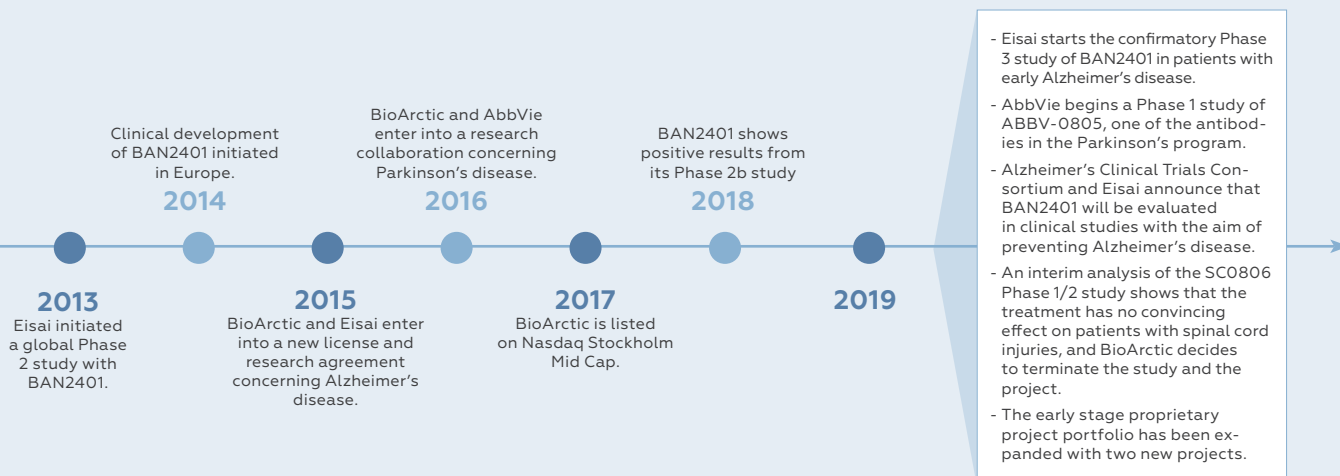 Clinical development
of BAN2401 initiated
in Europe.
2014
BioArctic and AbbVie
enter into a research
collaboration concerning
Parkinson's disease.
2016
BAN2401 shows
positive results from
its Phase 2b study
2018
2013
Eisai initiated
a global Phase
2 study with
BAN2401.
2015
BioArctic and Eisai enter
into a new license and
research agreement
concerning Alzheimer's
disease.
2017
BioArctic is listed
on Nasdaq Stockholm
Mid Cap.
2019
- Eisai starts the confirmatory Phase
3 study of BAN2401 in patients with
early Alzheimer's disease.
- AbbVie begins a Phase 1 study of
ABBV-0805, one of the antibod-
ies in the Parkinson's program.
- Alzheimer's Clinical Trials Con-
sortium and Eisai announce that
BAN2401 will be evaluated
in clinical studies with the aim of
preventing Alzheimer's disease.
- An interim analysis of the SC0806
Phase 1/2 study shows that the
treatment has no convincing
effect on patients with spinal cord
injuries, and BioArctic decides
to terminate the study and the
project.
- The early stage proprietary
project portfolio has been ex-
panded with two new projects.